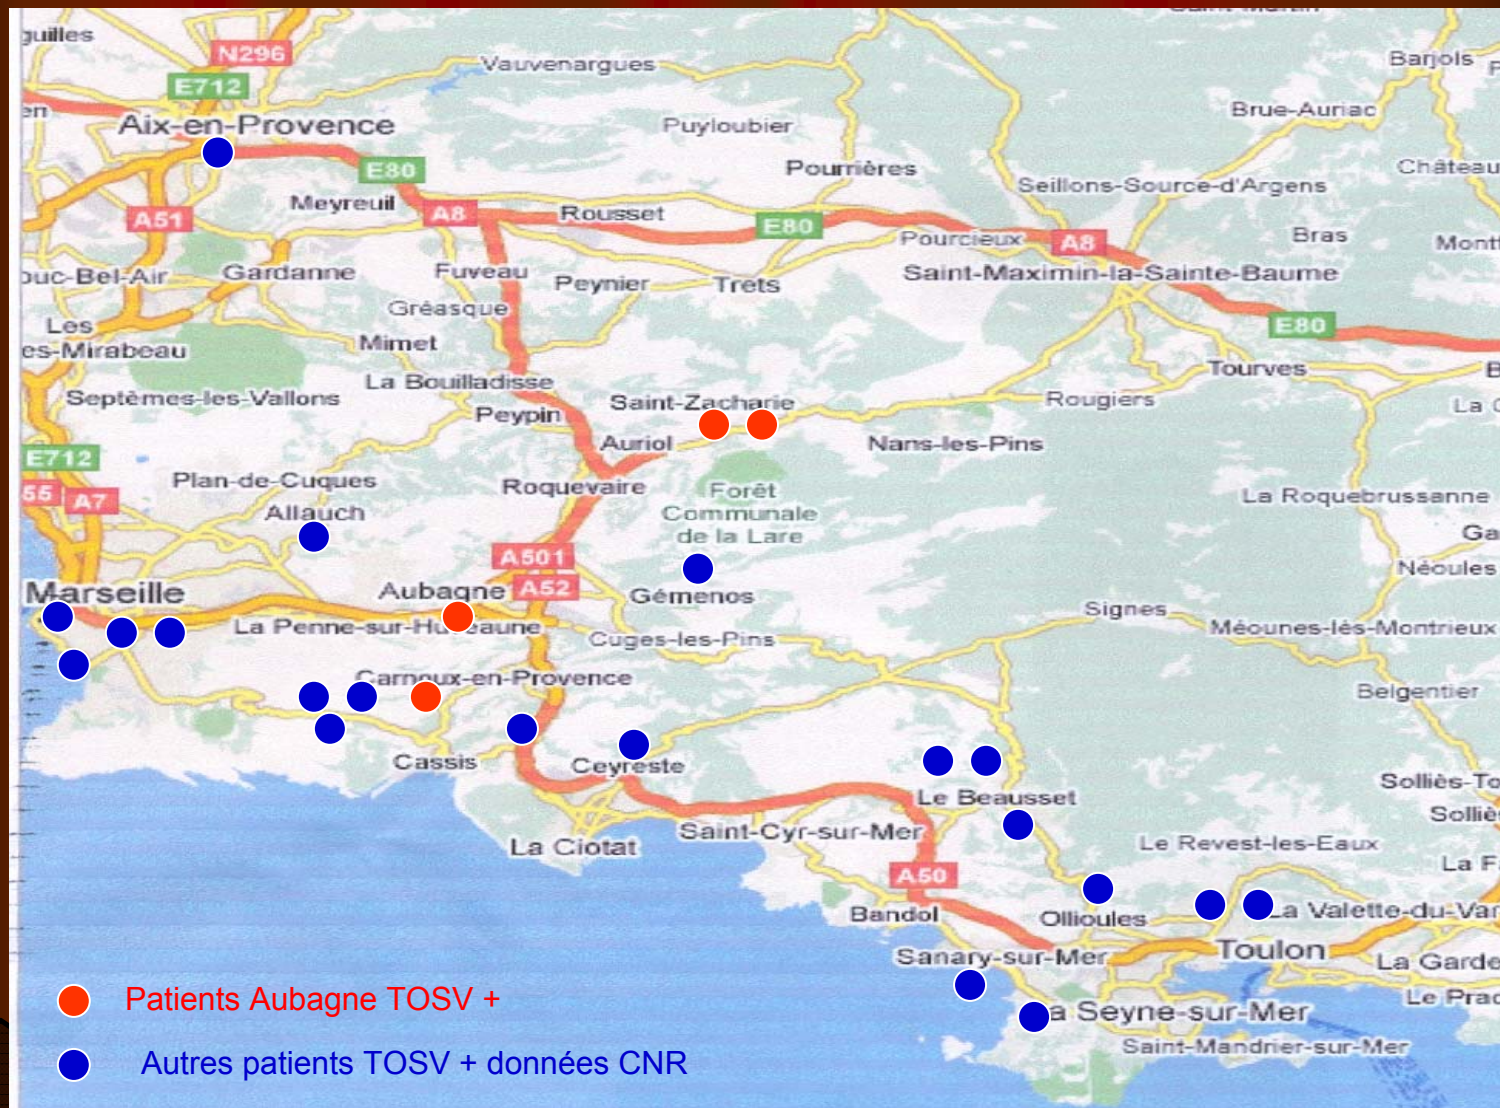 N296
Vauvenargues
Barjols
E712
Brue-Auriac
Aix-en-Provence
Puyloubier
E80
Pourrières
Château
Seillons-Source-d'Argens
Meyreuil
A51
A8
Rousset
E80
Pourcieux
A8
Bras
Gardanne
Fuveau
Peynier
Trets
Saint-Maximin-la-Sainte-Baume
Gréasque
Les
es-Mirabeau
Mimet
E80
Septèmes-les-Vallons
La Bouilladisse
Tourves
Peypin
Saint-Zacharie
Rougiers
Auriol
Nans-les-Pins
E712
Plan-de-Cuques
Roquevaire
Forêt
Communale
de la Lare
La Roquebrussanne
55
A7
Allauch
A501
Néoules
Marseille
Aubagne
A52
Gémenos
Signes
La Penne-sur-Huveaune
Cuges-les-Pins
Méounes-lès-Montrieux
Carnoux-en-Provence
Belgentier
Cassis
Ceyreste
Le Beausset
Solliès-To
Solliès
La Ciotat
Saint-Cyr-sur-Mer
Le Revest-les-Eaux
A50
Bandol
Ollioules
La Valette-du-Var
Sanary-sur-Mer
Toulon
La Garde
a Seyne-sur-Mer
Le Prad
Saint-Mandrier-sur-Mer
Patients Aubagne TOSV +
Autres patients TOSV + données CNR